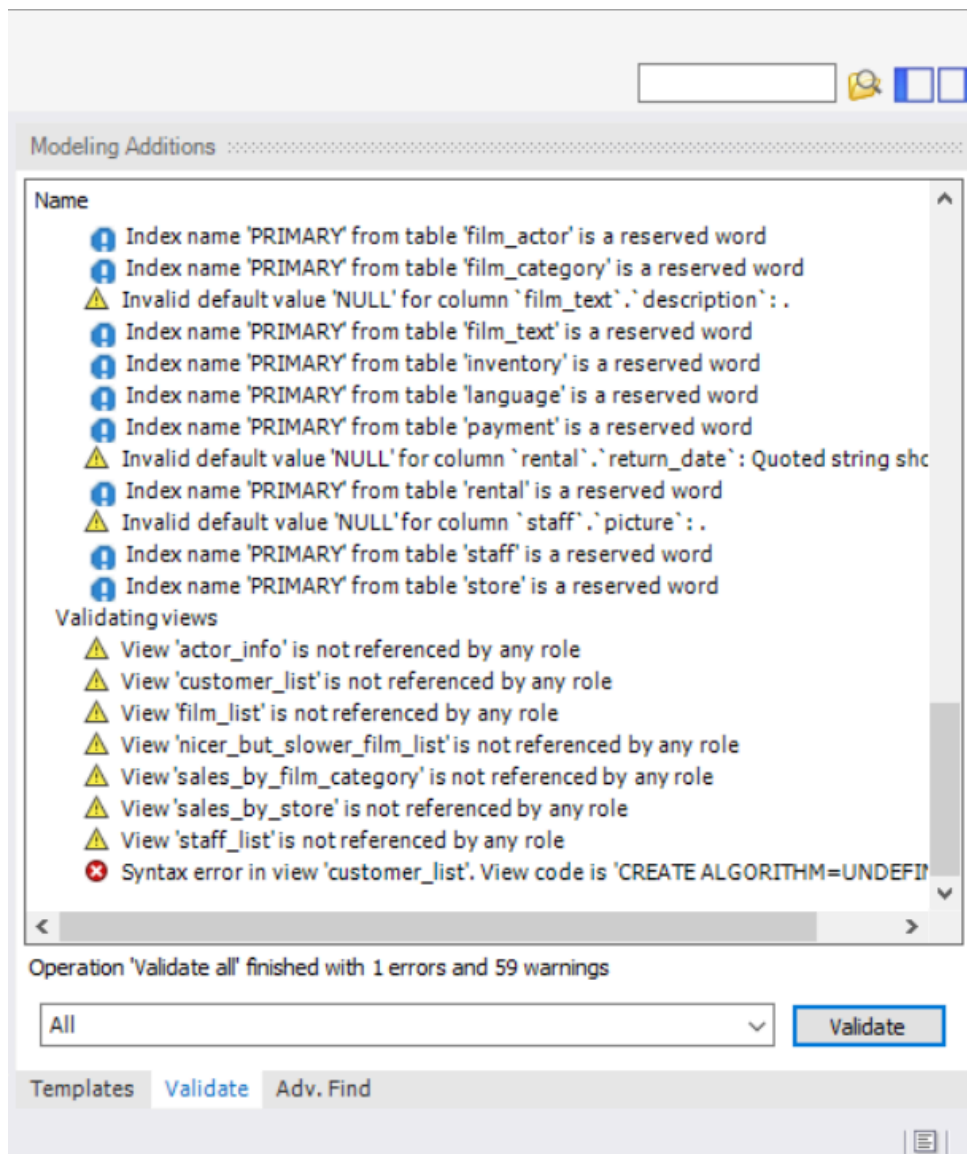 Modeling Additions
Name
Index name 'PRIMARY' from table 'film_actor' is a reserved word
Index name 'PRIMARY' from table 'film_category' is a reserved word
Invalid default value 'NULL' for column `film_text`.`description`: .
Index name 'PRIMARY' from table 'film_text' is a reserved word
Index name 'PRIMARY' from table 'inventory' is a reserved word
Index name 'PRIMARY' from table 'language' is a reserved word
Index name 'PRIMARY' from table 'payment' is a reserved word
Invalid default value 'NULL' for column `rental`.`return_date`: Quoted string sho
Index name 'PRIMARY' from table 'rental' is a reserved word
Invalid default value 'NULL' for column `staff`.`picture`: .
Index name 'PRIMARY' from table 'staff' is a reserved word
Index name 'PRIMARY' from table 'store' is a reserved word
Validating views
View 'actor_info' is not referenced by any role
View 'customer_list' is not referenced by any role
View 'film_list' is not referenced by any role
View 'nicer_but_slower_film_list' is not referenced by any role
View 'sales_by_film_category' is not referenced by any role
View 'sales_by_store' is not referenced by any role
View 'staff_list' is not referenced by any role
Syntax error in view 'customer_list'. View code is 'CREATE ALGORITHM=UNDEFIN
Operation 'Validate all' finished with 1 errors and 59 warnings
All
Validate
Templates Validate Adv. Find